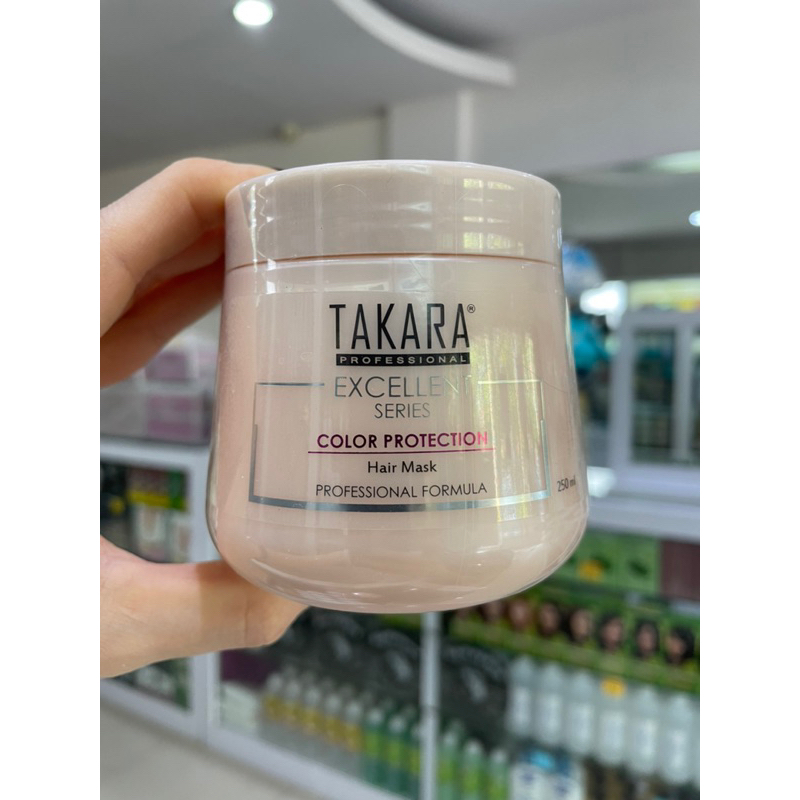 TAKARA®
PROFESSIONAL
EXCELLENT
SERIES
COLOR PROTECTION
Hair Mask
PROFESSIONAL FORMULA
250 ml